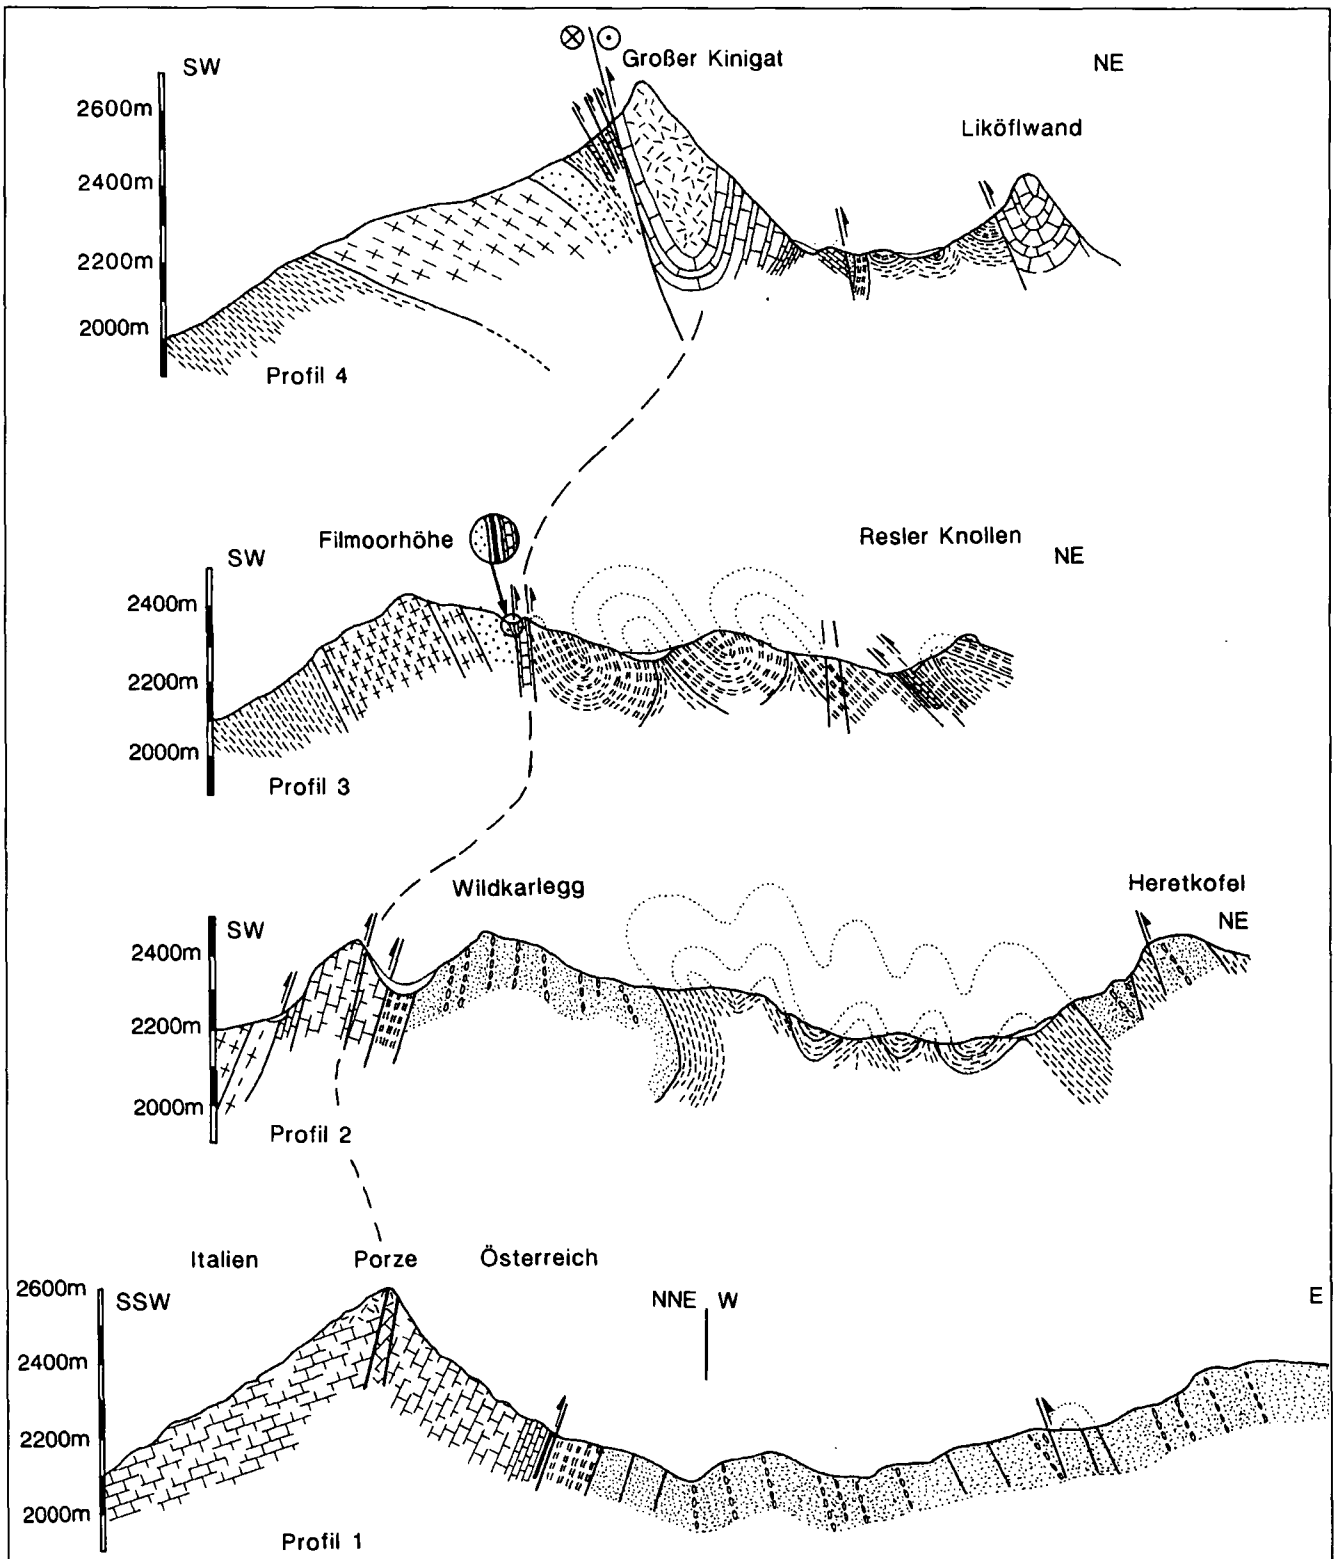 SW
Großer Kinigat
NE
Liköflwand
2600m
2400m
2200m
2000m
Profil 4
Filmoorhöhe
Resler Knollen
SW
NE
2400m
2200m
2000m
Profil 3
Wildkarlegg
Heretkofel
SW
NE
2400m
2200m
2000m
Profil 2
Italien Porze Österreich
2600m
SSW
NNE W
E
2400m
2200m
2000m
Profil 1